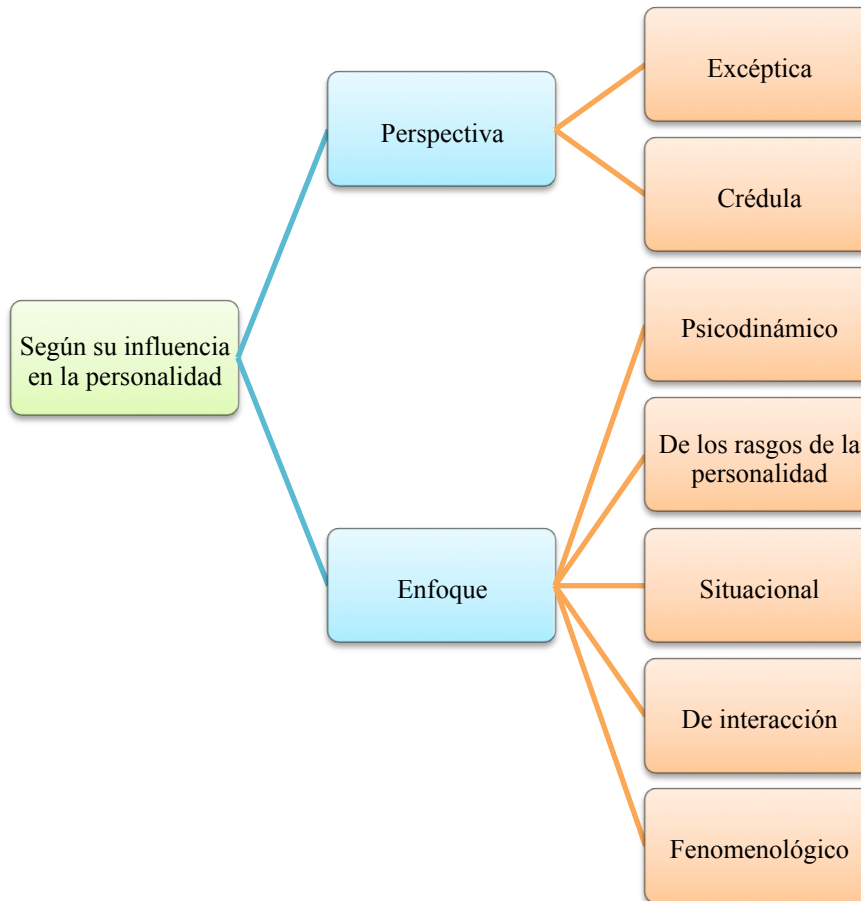 Según su influencia
en la personalidad
Perspectiva
Excéptica
Crédula
Enfoque
Psicodinámico
De los rasgos de la
personalidad
Situacional
De interacción
Fenomenológico